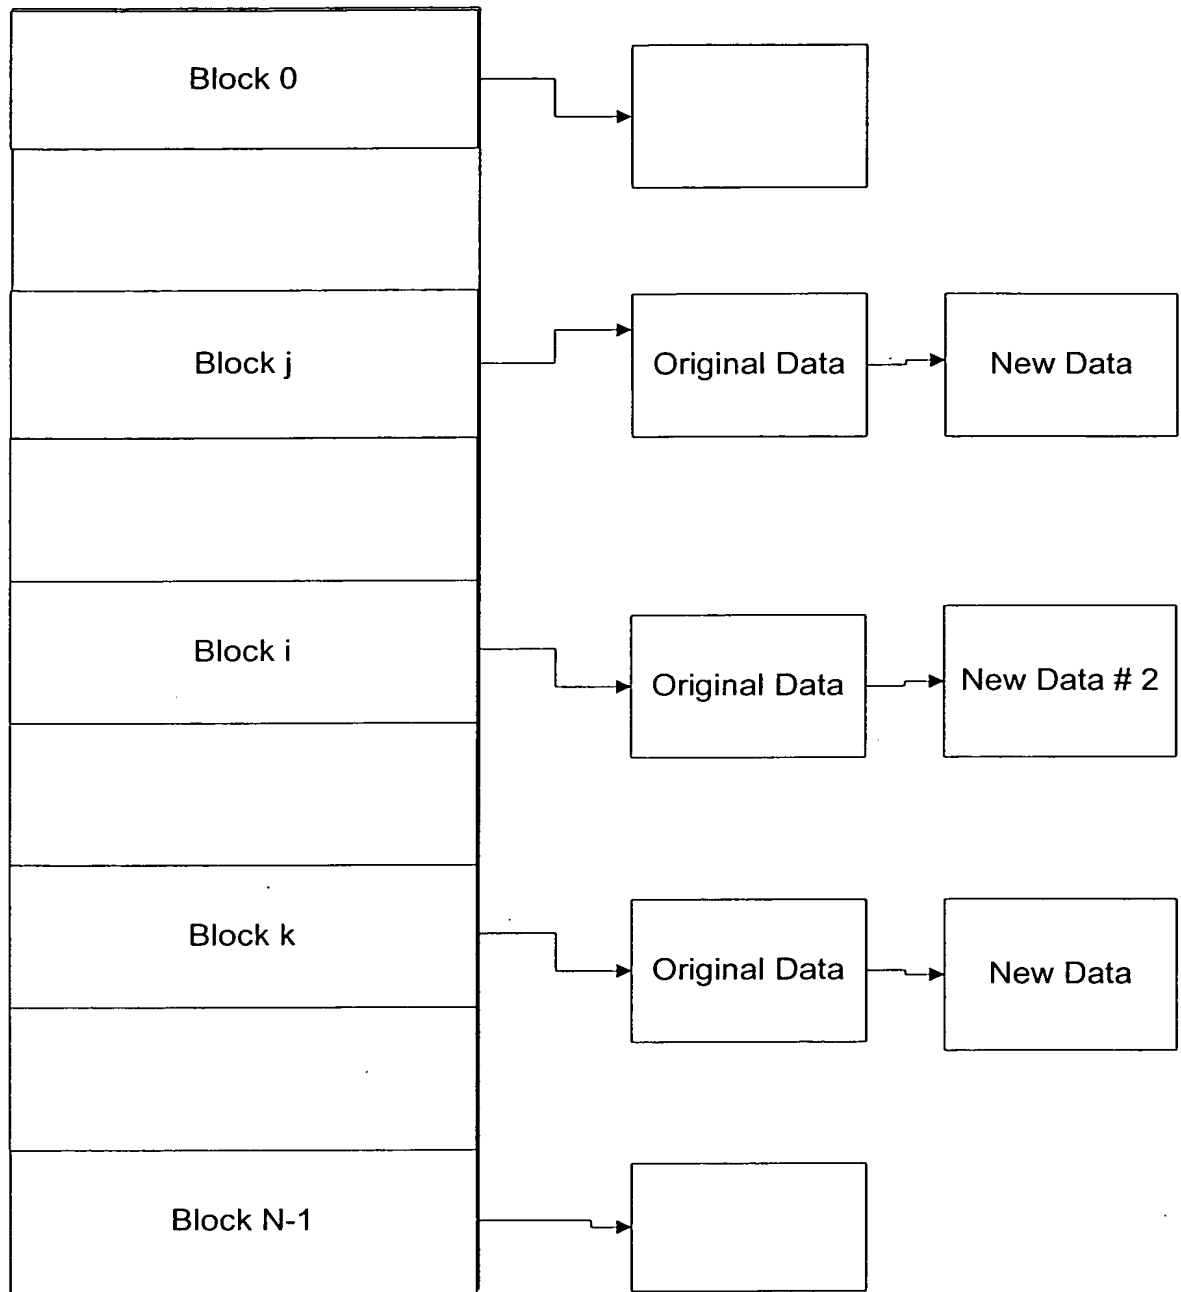 Block 0
Block j
Original Data
New Data
Block i
Original Data
New Data # 2
Block k
Original Data
New Data
Block N-1